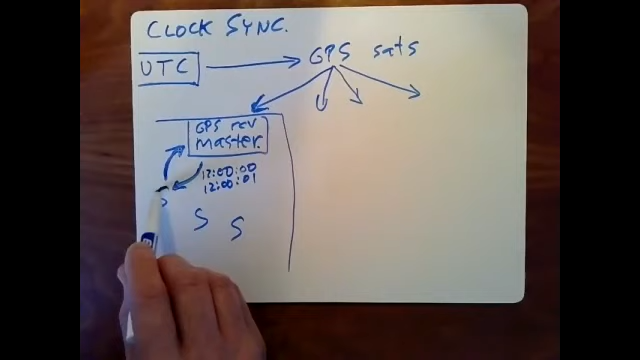 CLOCK SYNC.
UTC
GPS sats
GPS rcv
Master
12:00:00
12:00:01
S
S
S